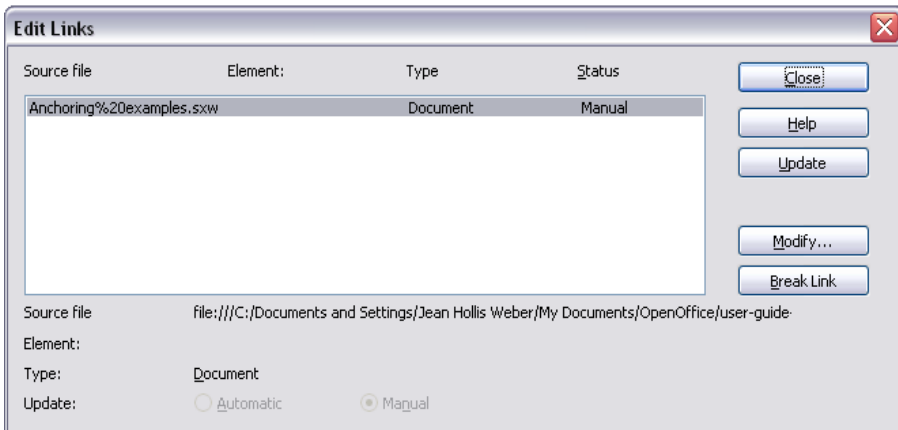 Edit Links
Source file Element: Type Status
Close
Anchoring%20examples.sxw Document Manual
Help
Update
Modify...
Break Link
Source file file:///C:/Documents and Settings/Jean Hollis Weber/My Documents/OpenOffice/user-guide-
Element:
Type: Document
Update: Automatic Manual